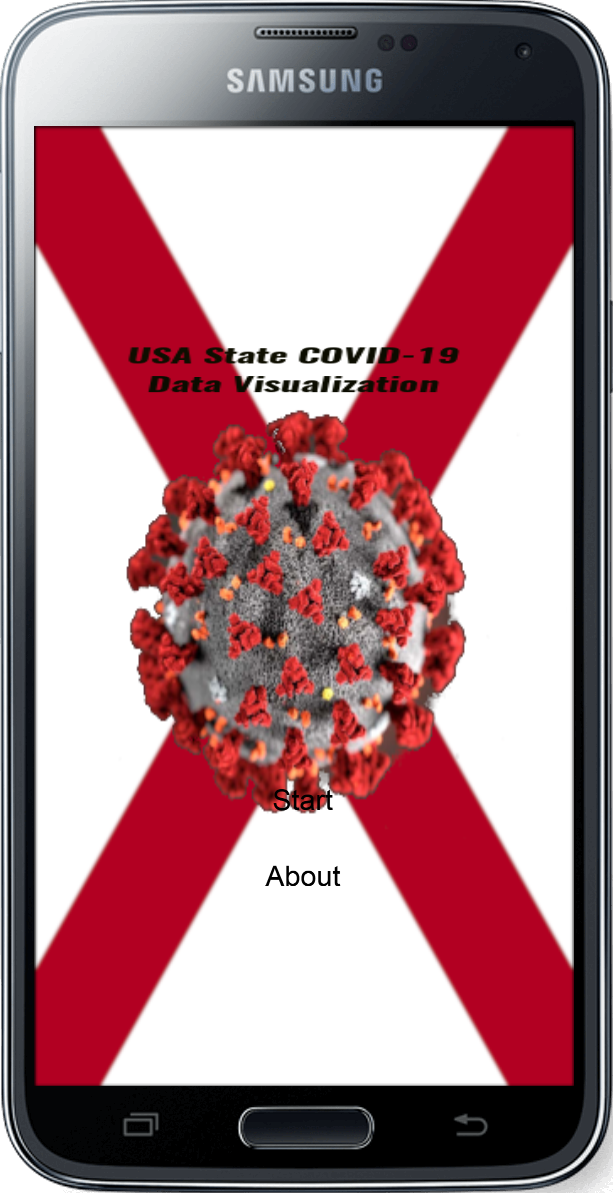 SAMSUNG
USA State COVID-19
Data Visualization
Start
About